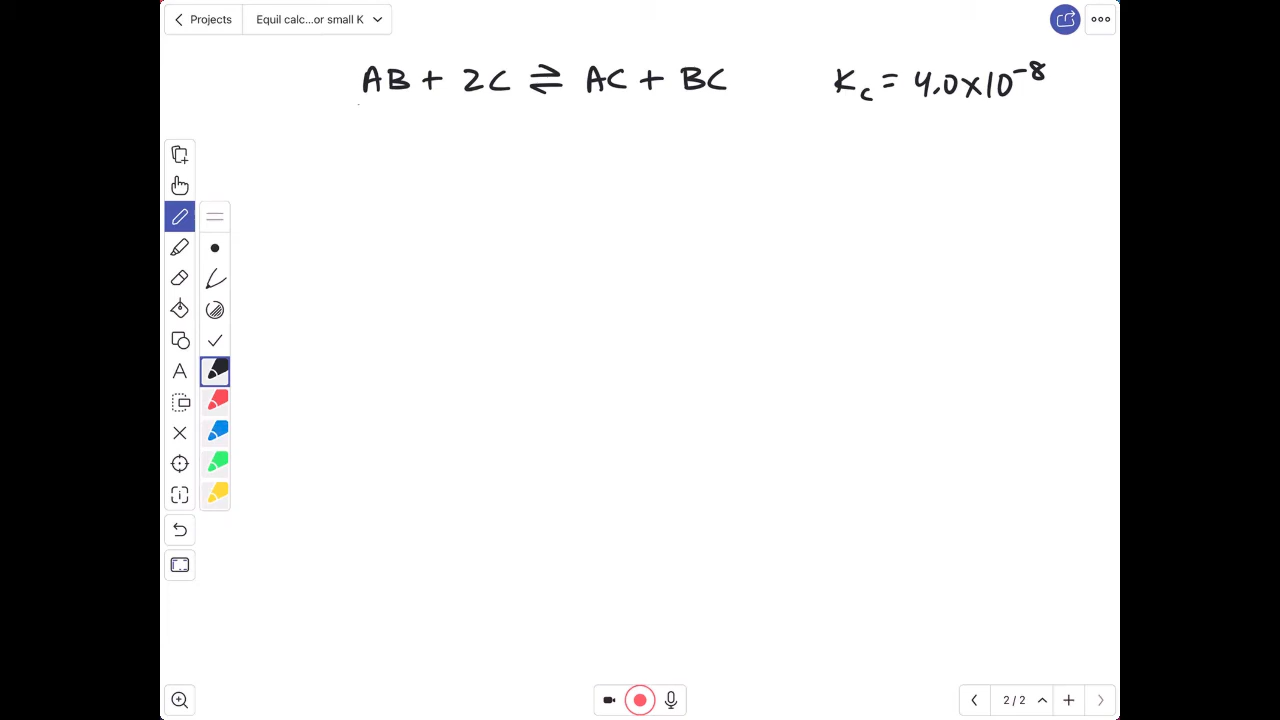 Projects
Equil calc...or small K
AB + 2C ⇌ AC + BC
Kc = 4.0×10⁻⁸
A
2 / 2